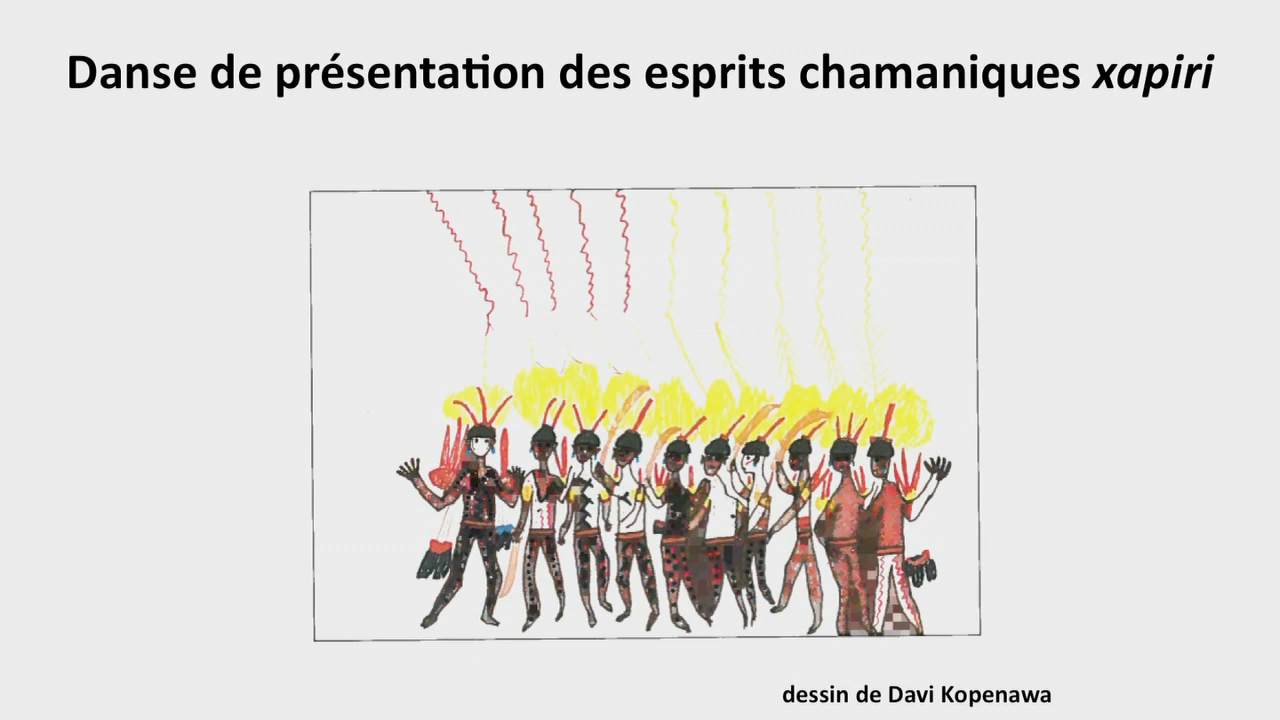 Danse de présentation des esprits chamaniques xapiri
dessin de Davi Kopenawa